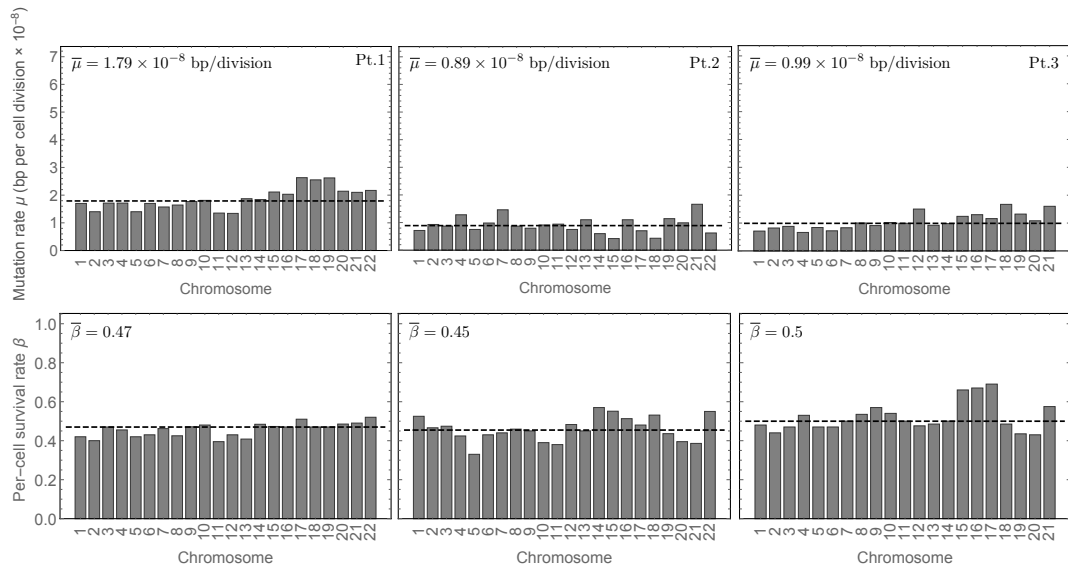 Mutation rate μ (bp per cell division × 10⁻⁸)
7
6
5
4
3
2
1
0
μ̅ = 1.79 × 10⁻⁸ bp/division
Pt.1
1 2 3 4 5 6 7 8 9 10 11 12 13 14 15 16 17 18 19 20 21 22
Chromosome
μ̅ = 0.89 × 10⁻⁸ bp/division
Pt.2
1 2 3 4 5 6 7 8 9 10 11 12 13 14 15 16 17 18 19 20 21 22
Chromosome
μ̅ = 0.99 × 10⁻⁸ bp/division
Pt.3
1 2 3 4 5 6 7 8 9 10 11 12 13 14 15 16 17 18 19 20 21
Chromosome
Per-cell survival rate β
1.0
0.8
0.6
0.4
0.2
0.0
β̅ = 0.47
1 2 3 4 5 6 7 8 9 10 11 12 13 14 15 16 17 18 19 20 21 22
Chromosome
β̅ = 0.45
1 2 3 4 5 6 7 8 9 10 11 12 13 14 15 16 17 18 19 20 21 22
Chromosome
β̅ = 0.5
1 2 3 4 5 6 7 8 9 10 11 12 13 14 15 16 17 18 19 20 21
Chromosome